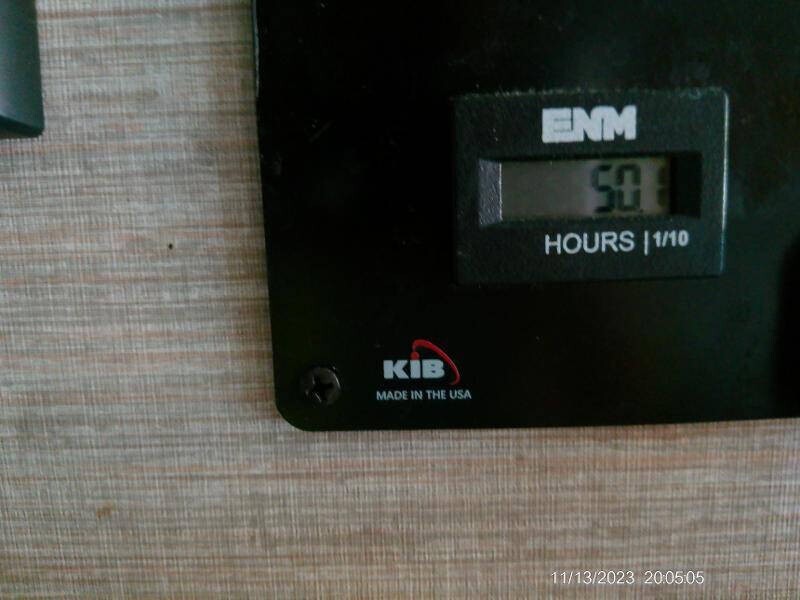 ENM
50.
HOURS | 1/10
KIB
MADE IN THE USA
11/13/2023 20:05:05